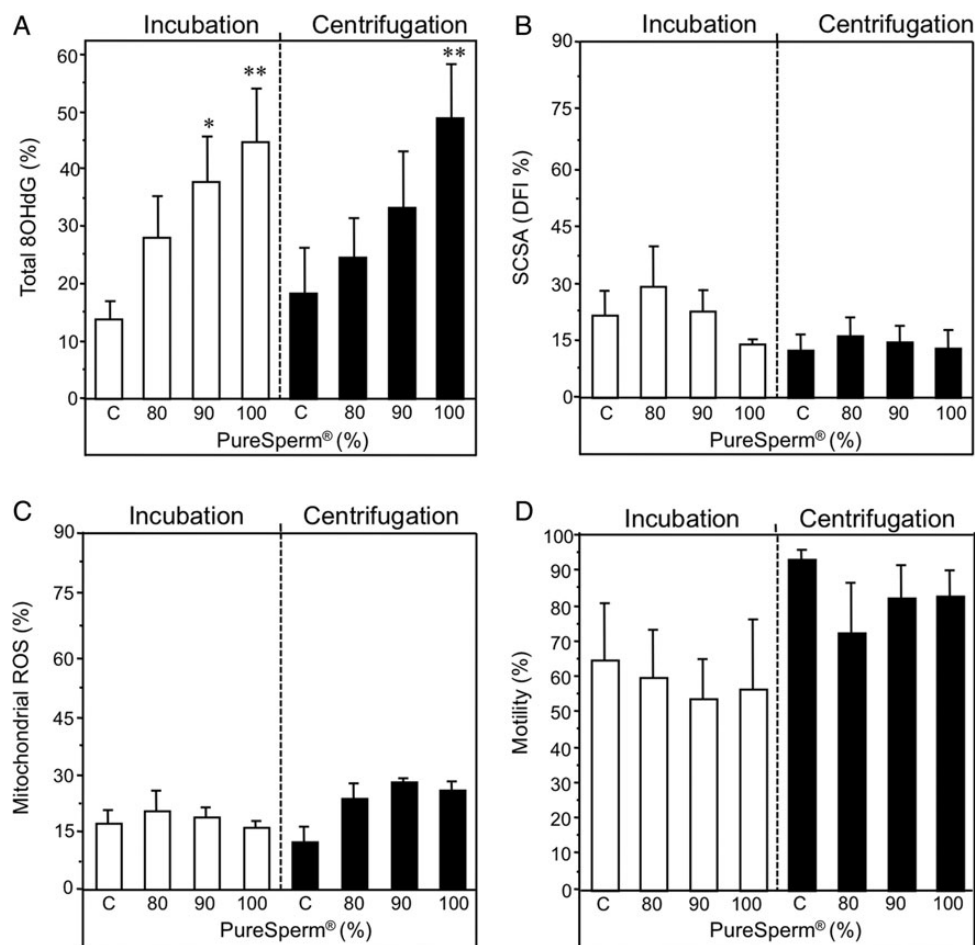 A
Incubation
Centrifugation
Total 8OHdG (%)
60
50
40
30
20
10
0
*
**
**
C
80
90
100
C
80
90
100
PureSperm® (%)
B
Incubation
Centrifugation
SCSA (DFI %)
90
75
60
45
30
15
0
C
80
90
100
C
80
90
100
PureSperm® (%)
C
Incubation
Centrifugation
Mitochondrial ROS (%)
90
75
60
45
30
15
0
C
80
90
100
C
80
90
100
PureSperm® (%)
D
Incubation
Centrifugation
Motility (%)
100
90
80
70
60
50
40
30
20
10
0
C
80
90
100
C
80
90
100
PureSperm® (%)